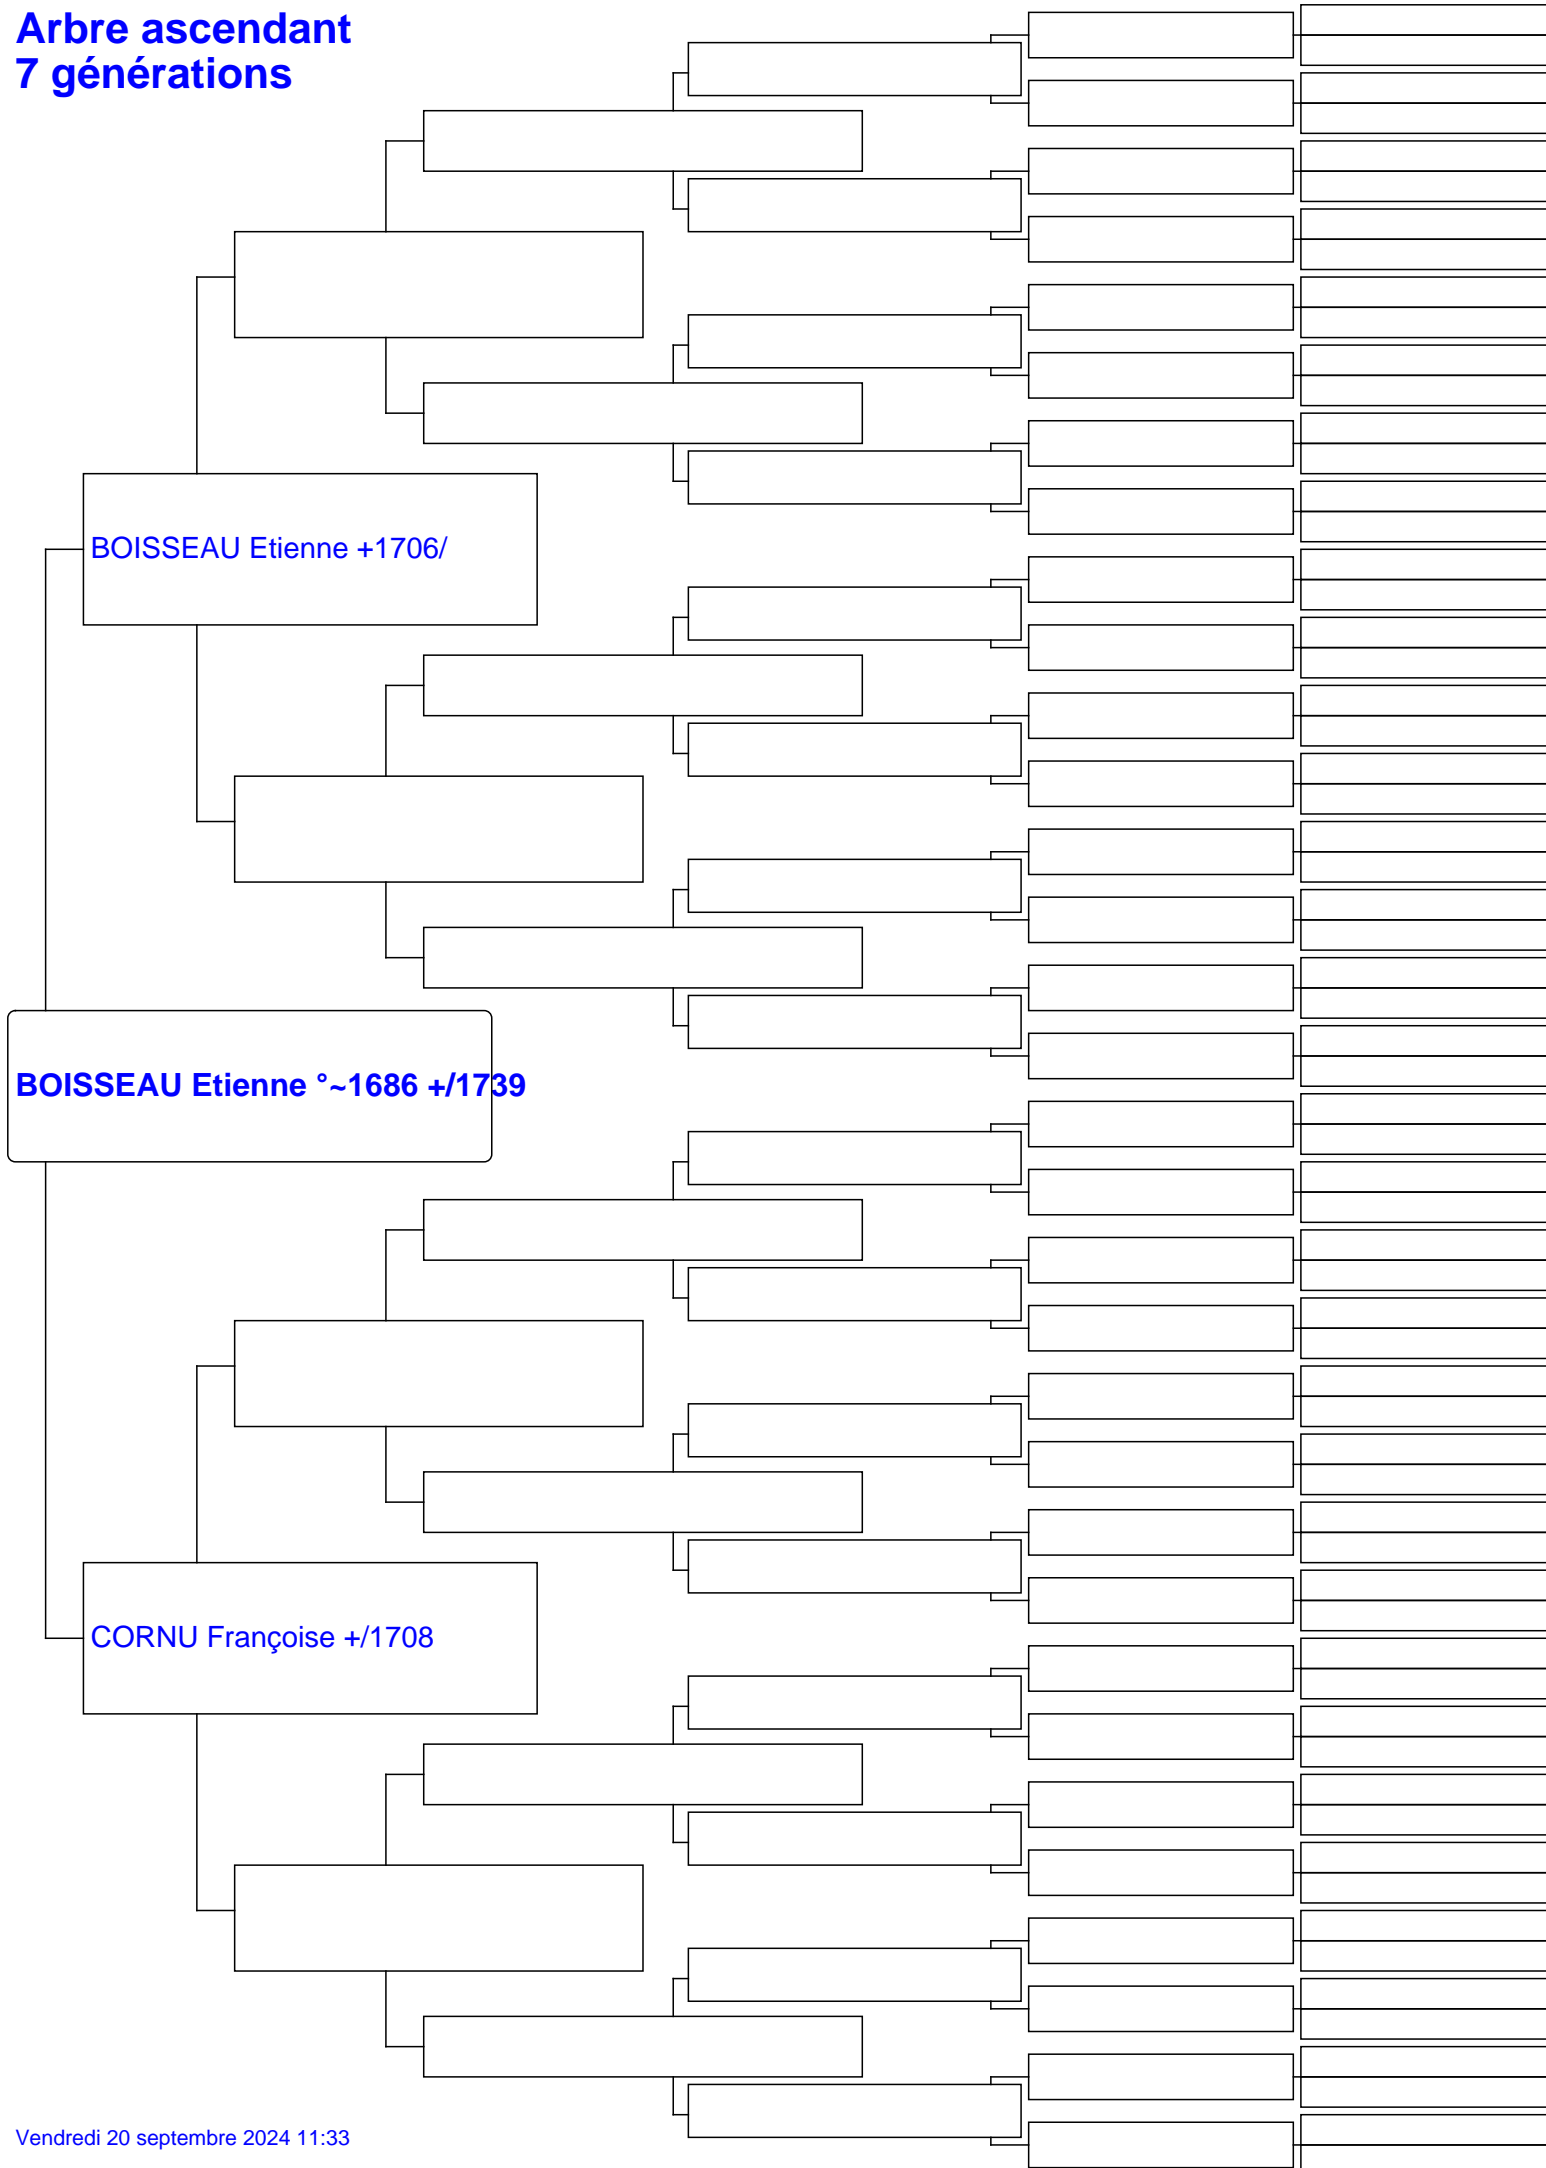 Arbre ascendant
7 générations
BOISSEAU Etienne +1706/
BOISSEAU Etienne °~1686 +/1739
CORNU Françoise +/1708
Vendredi 20 septembre 2024 11:33